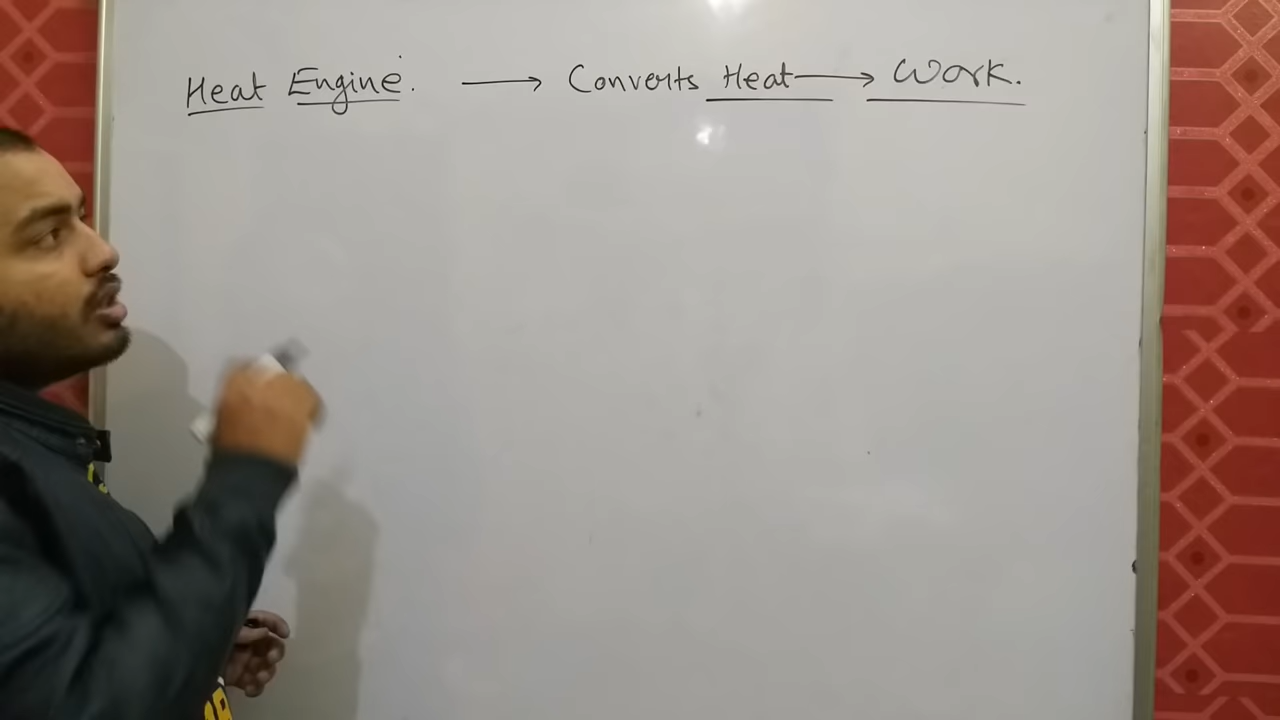 Heat Engine. ⟶ Converts Heat ⟶ Work.